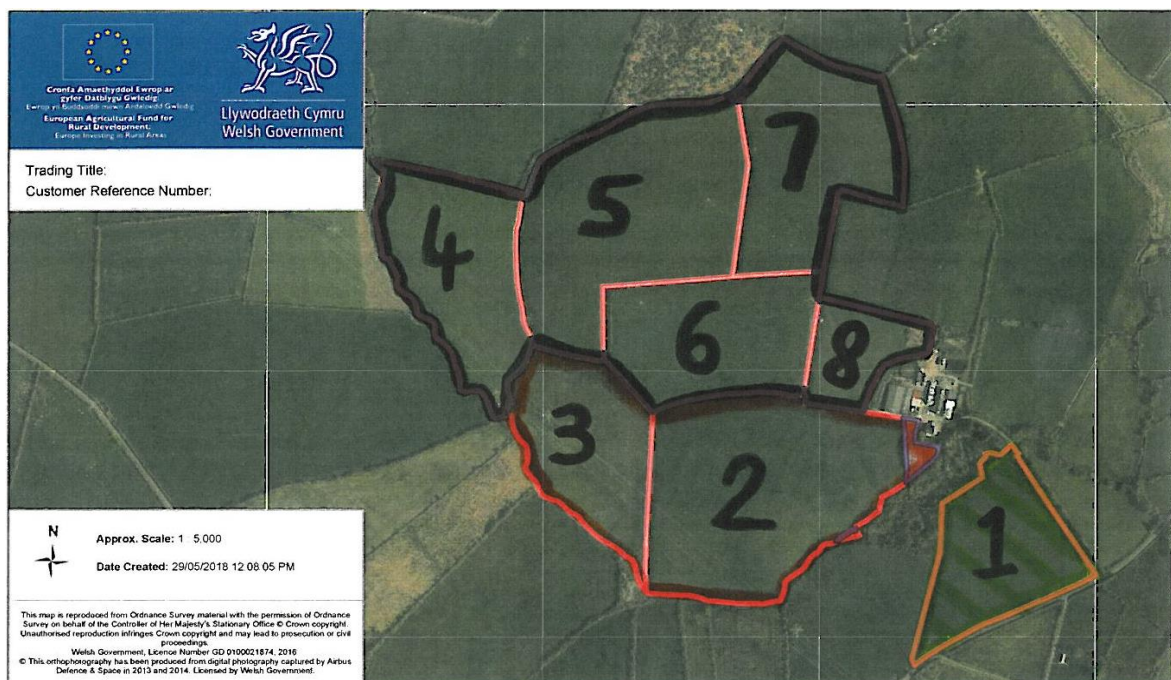 Cronfa Amaethyddol Ewrop ar
gyfer Datblygu Gwledig:
Ewrop yn Buddsoddi mewn Ardaloedd Gwledig
European Agricultural Fund for
Rural Development:
Europe Investing in Rural Areas
Llywodraeth Cymru
Welsh Government
Trading Title:
Customer Reference Number:
7
5
4
6
8
3
2
1
N
Approx. Scale: 1 5,000
Date Created: 29/05/2018 12 08 05 PM
This map is reproduced from Ordnance Survey material with the permission of Ordnance
Survey on behalf of the Controller of Her Majesty's Stationary Office © Crown copyright.
Unauthorised reproduction infringes Crown copyright and may lead to prosecution or civil
proceedings.
Welsh Government, Licence Number GD 0100021874, 2016
© This orthophotography has been produced from digital photography captured by Airbus
Defence & Space in 2013 and 2014. Licensed by Welsh Government.